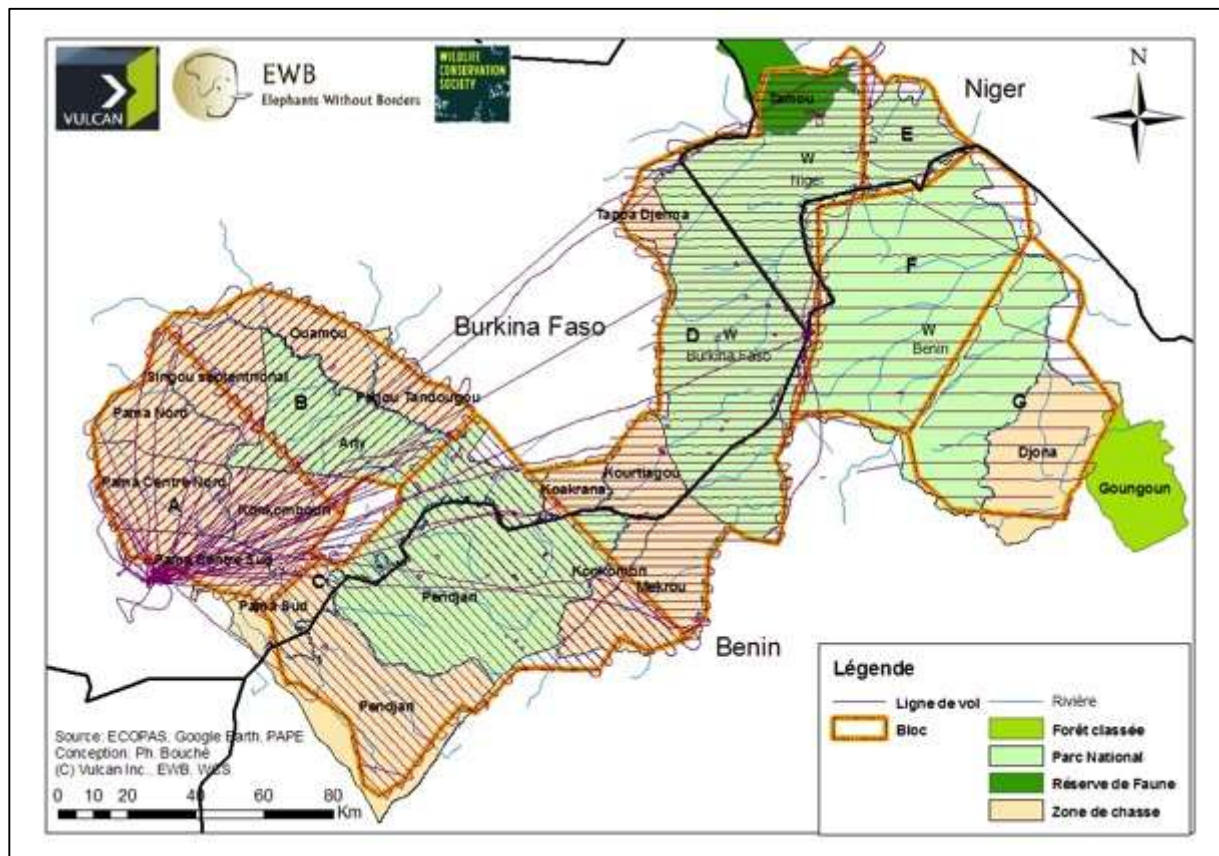 VULCAN
EWB
Elephants Without Borders
WILDLIFE
CONSERVATION
SOCIETY
N
Niger
Tamou
E
W
Niger
Tapoa Djerma
F
Burkina Faso
D
W
Burkina Faso
W
Benin
Ouamou
Singou septentrional
Pagou Tandougou
B
Pama Nord
Arly
G
Djona
Pama Centre Nord
Kourtiagou
Koakrana
Goungoun
A
Konkombouri
Pama Centre Sud
C
Konkombri
Mekrou
Pama Sud
Pendjari
Benin
Pendjari
Légende
Ligne de vol
Rivière
Bloc
Forêt classée
Parc National
Réserve de Faune
Zone de chasse
Source: ECOPAS, Google Earth, PAPE
Conception: Ph. Bouché
(C) Vulcan Inc., EWB, WCS
0 10 20 40 60 80
Km